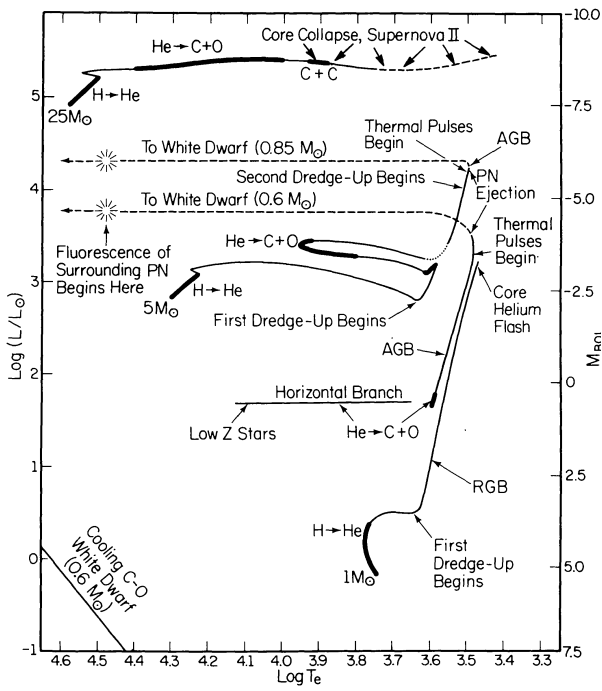 -10.0
Core Collapse, Supernova II
He→C+O
C+C
5
H→He
25M⊙
-7.5
To White Dwarf (0.85 M⊙)
Thermal Pulses
Begin
AGB
Second Dredge-Up Begins
PN
Ejection
4
-5.0
To White Dwarf (0.6 M⊙)
Thermal
Pulses
Begin
He→C+O
Fluorescence of
Surrounding PN
Begins Here
3
H→He
5M⊙
-2.5
First Dredge-Up Begins
Core
Helium
Flash
Log (L/L⊙)
M_BOL
AGB
2
0
Horizontal Branch
Low Z Stars
He→C+O
1
RGB
2.5
H→He
First
Dredge-Up
Begins
1M⊙
0
5.0
Cooling C-O
White Dwarf
(0.6 M⊙)
-1
7.5
4.6 4.5 4.4 4.3 4.2 4.1 4.0 3.9 3.8 3.7 3.6 3.5 3.4 3.3
Log Te